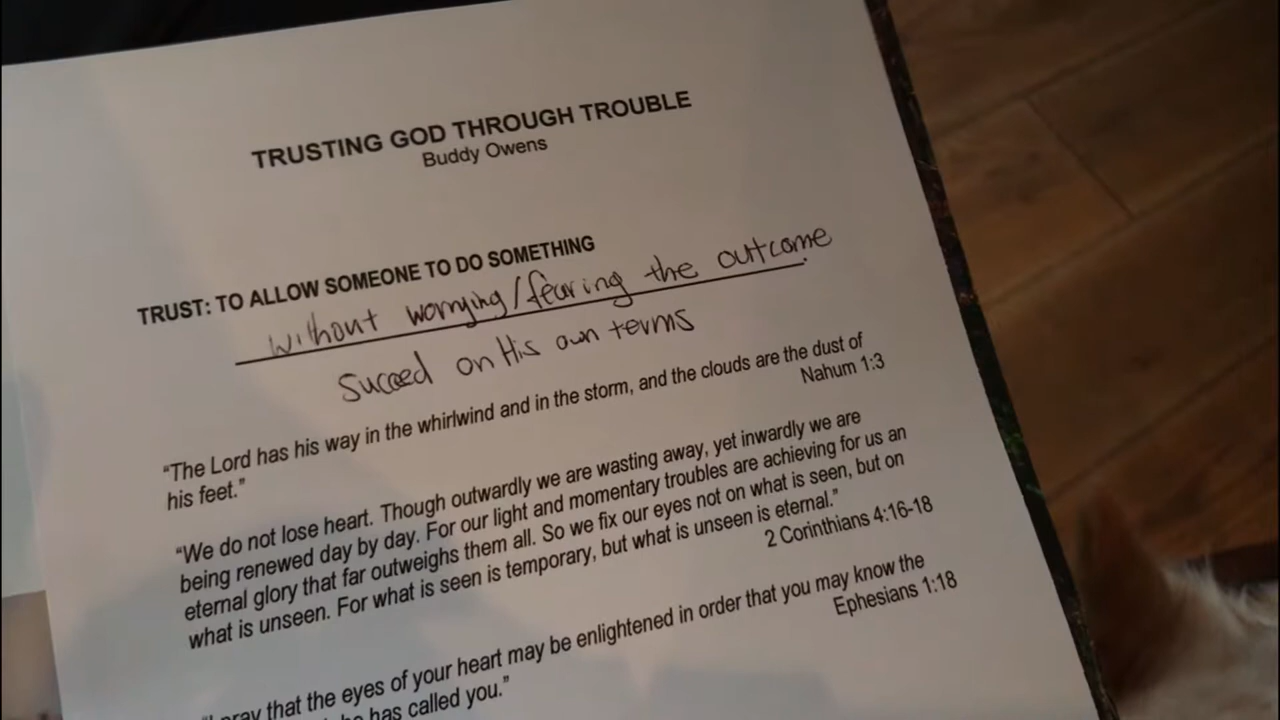 TRUSTING GOD THROUGH TROUBLE
Buddy Owens
TRUST: TO ALLOW SOMEONE TO DO SOMETHING
without worrying/fearing the outcome
Succeed on His own terms
“The Lord has his way in the whirlwind and in the storm, and the clouds are the dust of
his feet.”
Nahum 1:3
“We do not lose heart. Though outwardly we are wasting away, yet inwardly we are
being renewed day by day. For our light and momentary troubles are achieving for us an
eternal glory that far outweighs them all. So we fix our eyes not on what is seen, but on
what is unseen. For what is seen is temporary, but what is unseen is eternal.”
2 Corinthians 4:16-18
pray that the eyes of your heart may be enlightened in order that you may know the
has called you.”
Ephesians 1:18